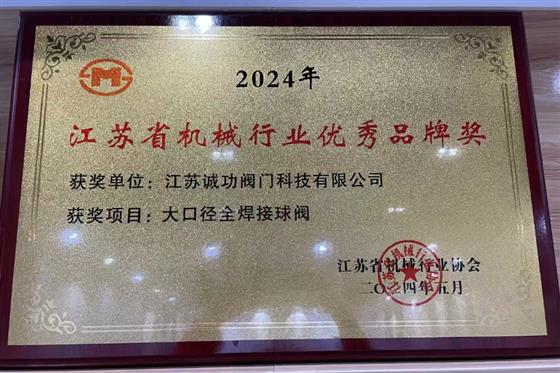 2024年
江苏省机械行业优秀品牌奖
获奖单位：江苏诚功阀门科技有限公司
获奖项目：大口径全焊接球阀
江苏省机械行业协会
二〇二四年五月